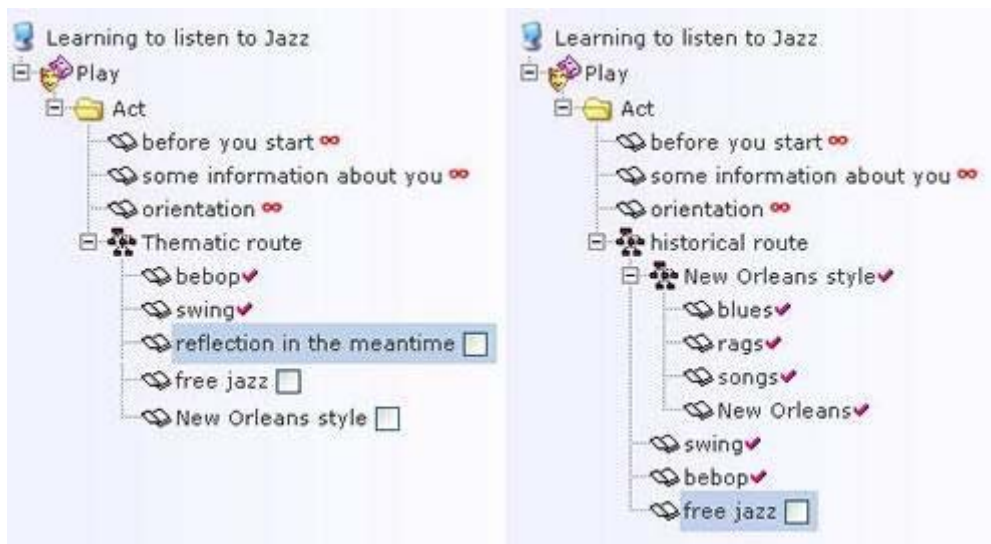 Learning to listen to Jazz
Play
Act
before you start
some information about you
orientation
Thematic route
bebop
swing
reflection in the meantime
free jazz
New Orleans style
Learning to listen to Jazz
Play
Act
before you start
some information about you
orientation
historical route
New Orleans style
blues
rags
songs
New Orleans
swing
bebop
free jazz